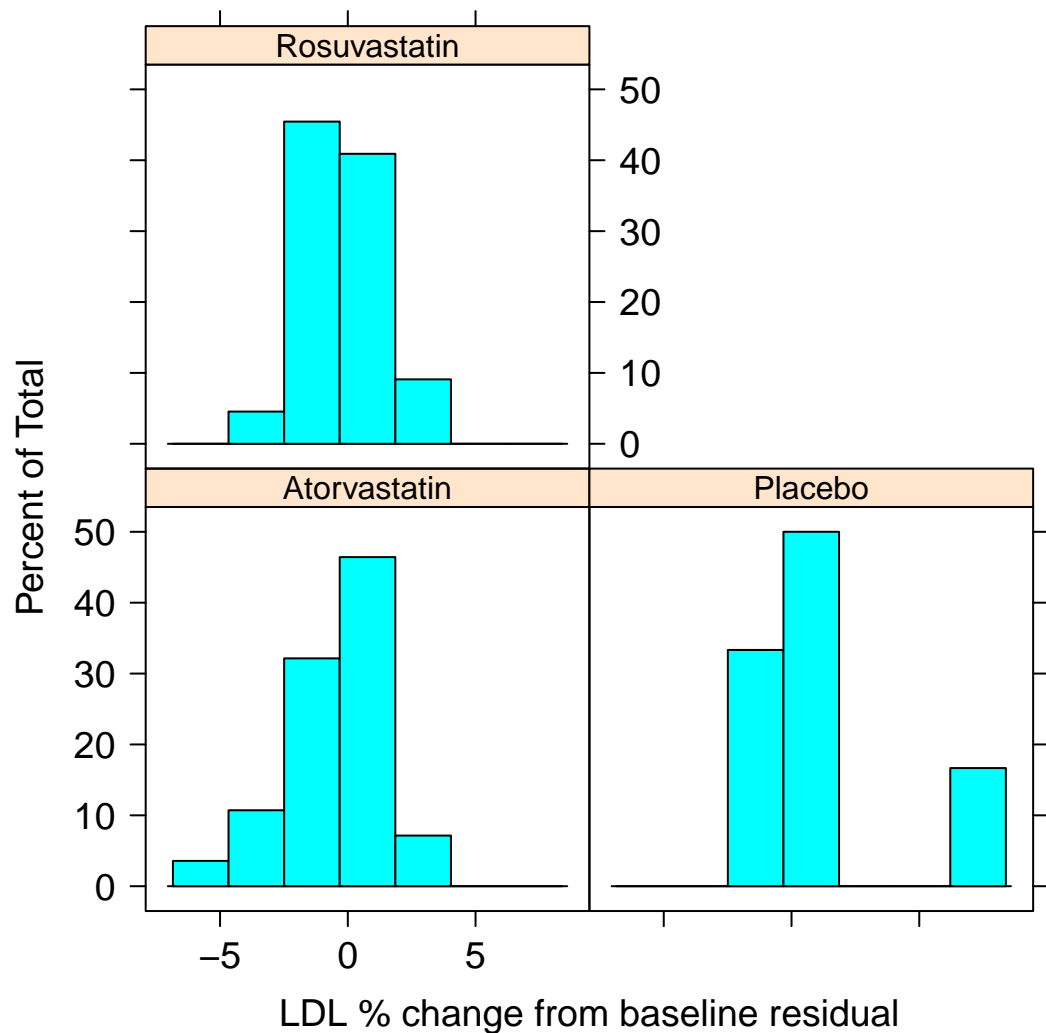 Rosuvastatin
50
40
30
20
10
0
Percent of Total
Atorvastatin
Placebo
50
40
30
20
10
0
−5 0 5
LDL % change from baseline residual